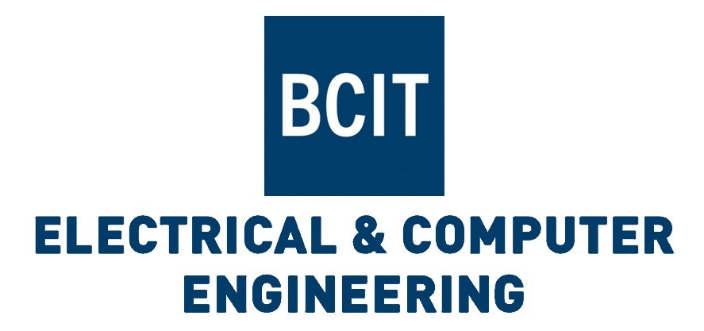 BCIT
ELECTRICAL & COMPUTER
ENGINEERING